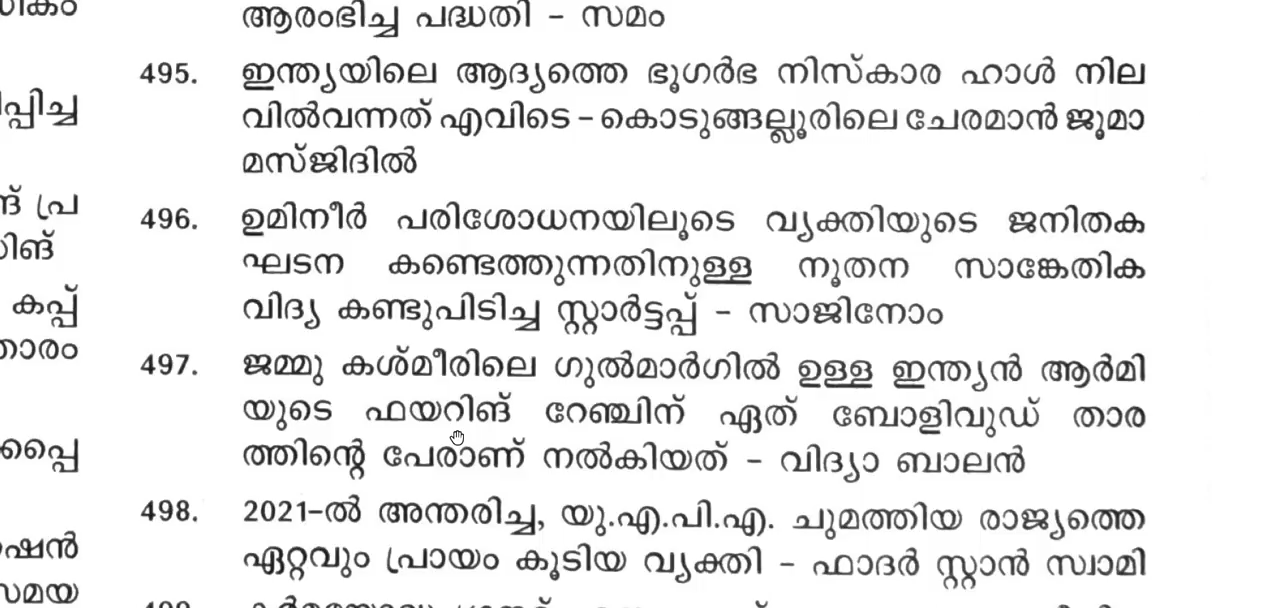 ആരംഭിച്ച പദ്ധതി – സമം
495. ഇന്ത്യയിലെ ആദ്യത്തെ ഭൂഗർഭ നിസ്കാര ഹാൾ നില
വിൽവന്നത് എവിടെ – കൊടുങ്ങല്ലൂരിലെ ചേരമാൻ ജൂമാ
മസ്ജിദിൽ
496. ഉമിനീർ പരിശോധനയിലൂടെ വ്യക്തിയുടെ ജനിതക
ഘടന കണ്ടെത്തുന്നതിനുള്ള നൂതന സാങ്കേതിക
വിദ്യ കണ്ടുപിടിച്ച സ്റ്റാർട്ടപ്പ് – സാജിനോം
497. ജമ്മു കശ്മീരിലെ ഗുൽമാർഗിൽ ഉള്ള ഇന്ത്യൻ ആർമി
യുടെ ഫയറിങ് റേഞ്ചിന് ഏത് ബോളിവുഡ് താര
ത്തിന്റെ പേരാണ് നൽകിയത് – വിദ്യാ ബാലൻ
498. 2021–ൽ അന്തരിച്ച, യു.എ.പി.എ. ചുമത്തിയ രാജ്യത്തെ
ഏറ്റവും പ്രായം കൂടിയ വ്യക്തി – ഫാദർ സ്റ്റാൻ സ്വാമി
പ്ര
കപ്പ്
സമയ